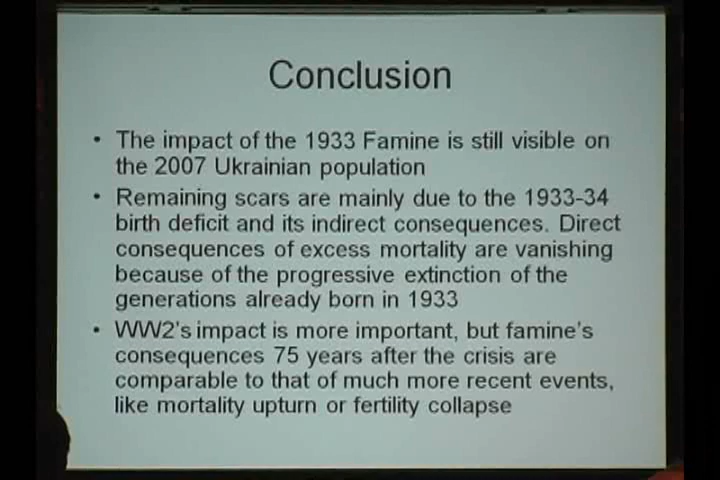 Conclusion
• The impact of the 1933 Famine is still visible on
the 2007 Ukrainian population
• Remaining scars are mainly due to the 1933-34
birth deficit and its indirect consequences. Direct
consequences of excess mortality are vanishing
because of the progressive extinction of the
generations already born in 1933
• WW2's impact is more important, but famine's
consequences 75 years after the crisis are
comparable to that of much more recent events,
like mortality upturn or fertility collapse